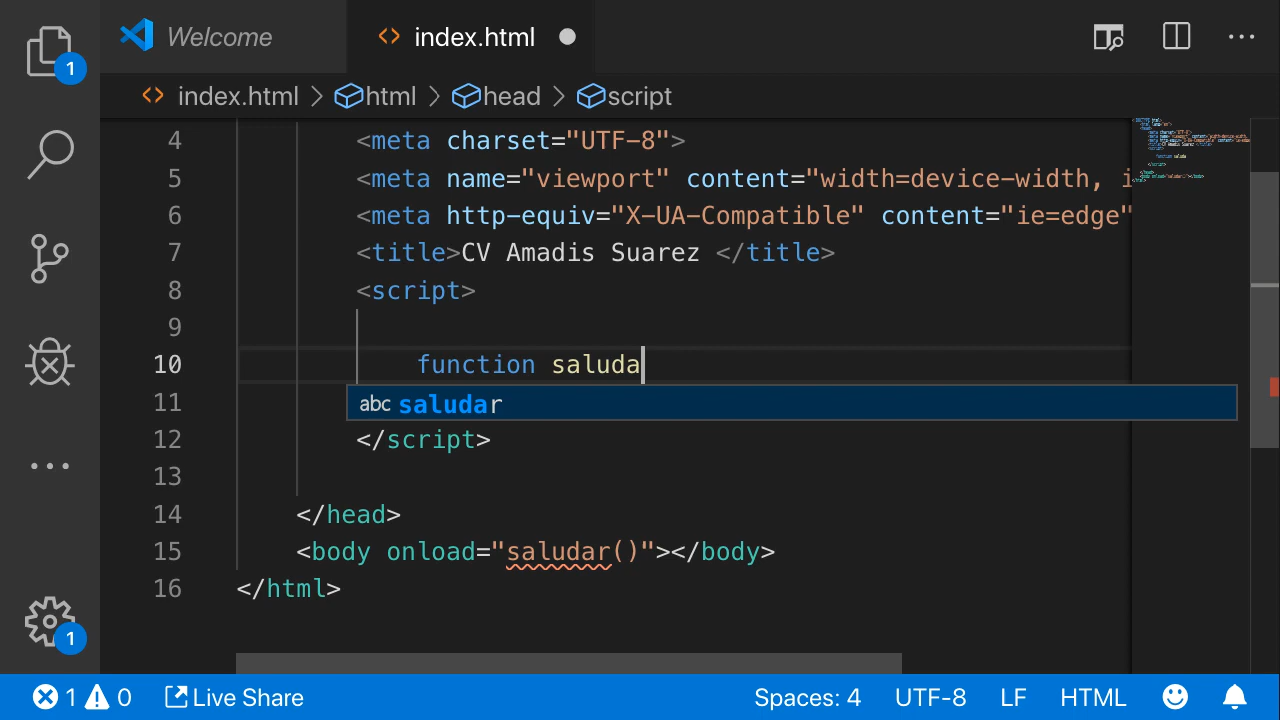 1
Welcome
index.html
index.html > html > head > script
4 <meta charset="UTF-8">
5 <meta name="viewport" content="width=device-width, i
6 <meta http-equiv="X-UA-Compatible" content="ie=edge"
7 <title>CV Amadis Suarez </title>
8 <script>
9
10 function saluda
abc saludar
11
12 </script>
13
14 </head>
15 <body onload="saludar()"></body>
16 </html>
1
1 0 Live Share Spaces: 4 UTF-8 LF HTML